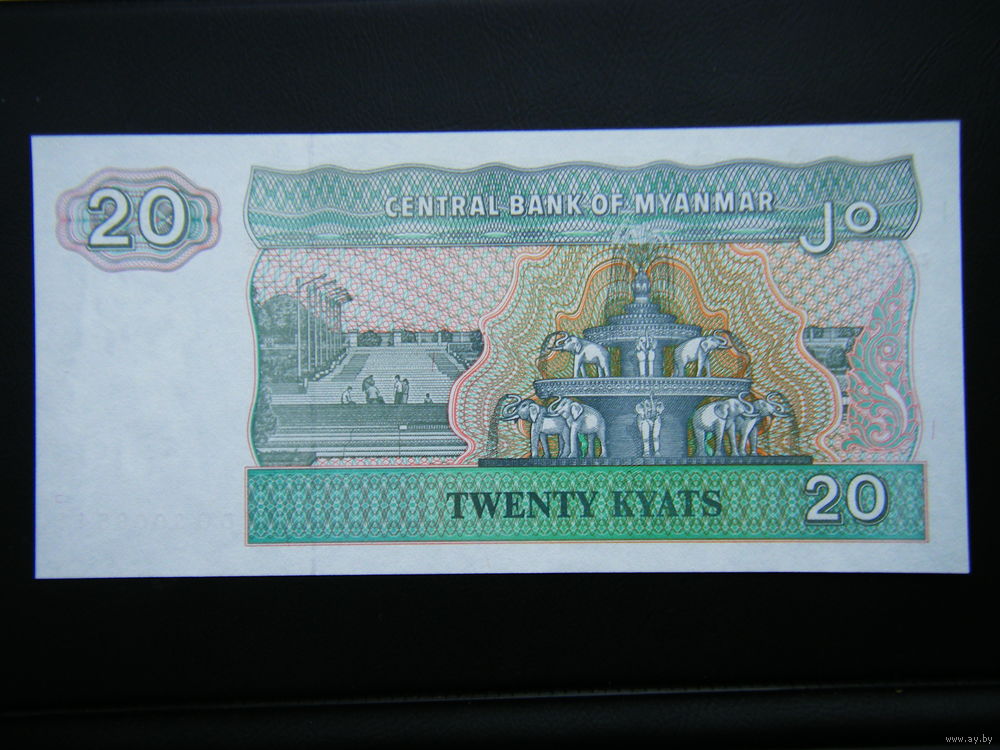 20
CENTRAL BANK OF MYANMAR
၂၀
TWENTY KYATS
20
www.ay.by